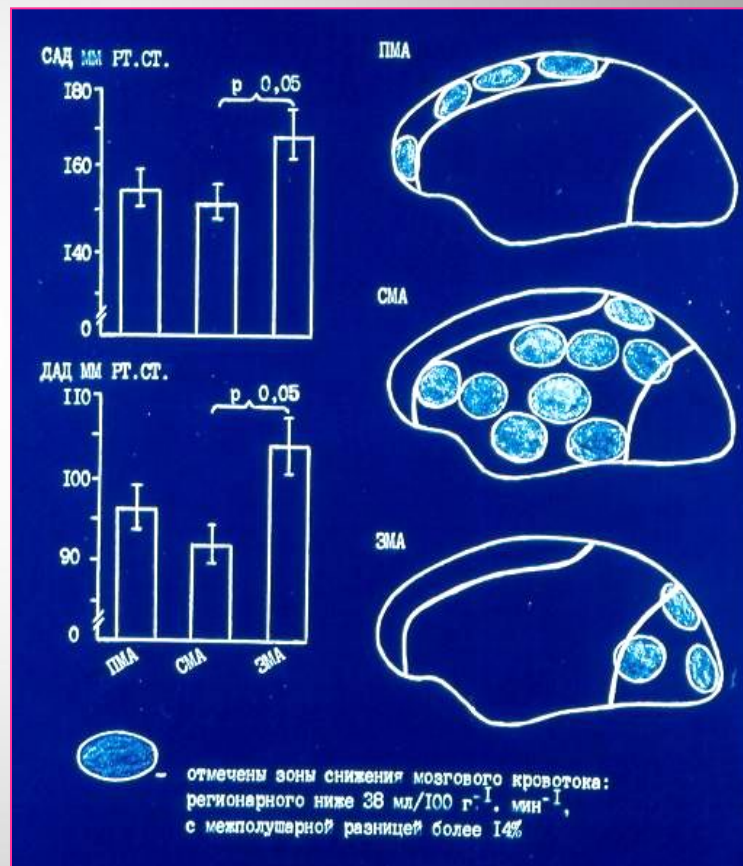 САД ММ РТ.СТ.
I80
I60
I40
0
р 0,05
ДАД ММ РТ.СТ.
II0
I00
90
0
р 0,05
ПМА
СМА
ЗМА
ПМА
СМА
ЗМА
- отмечены зоны снижения мозгового кровотока:
регионарного ниже 38 мл/I00 г⁻ᴵ. мин⁻ᴵ,
с межполушарной разницей более I4%